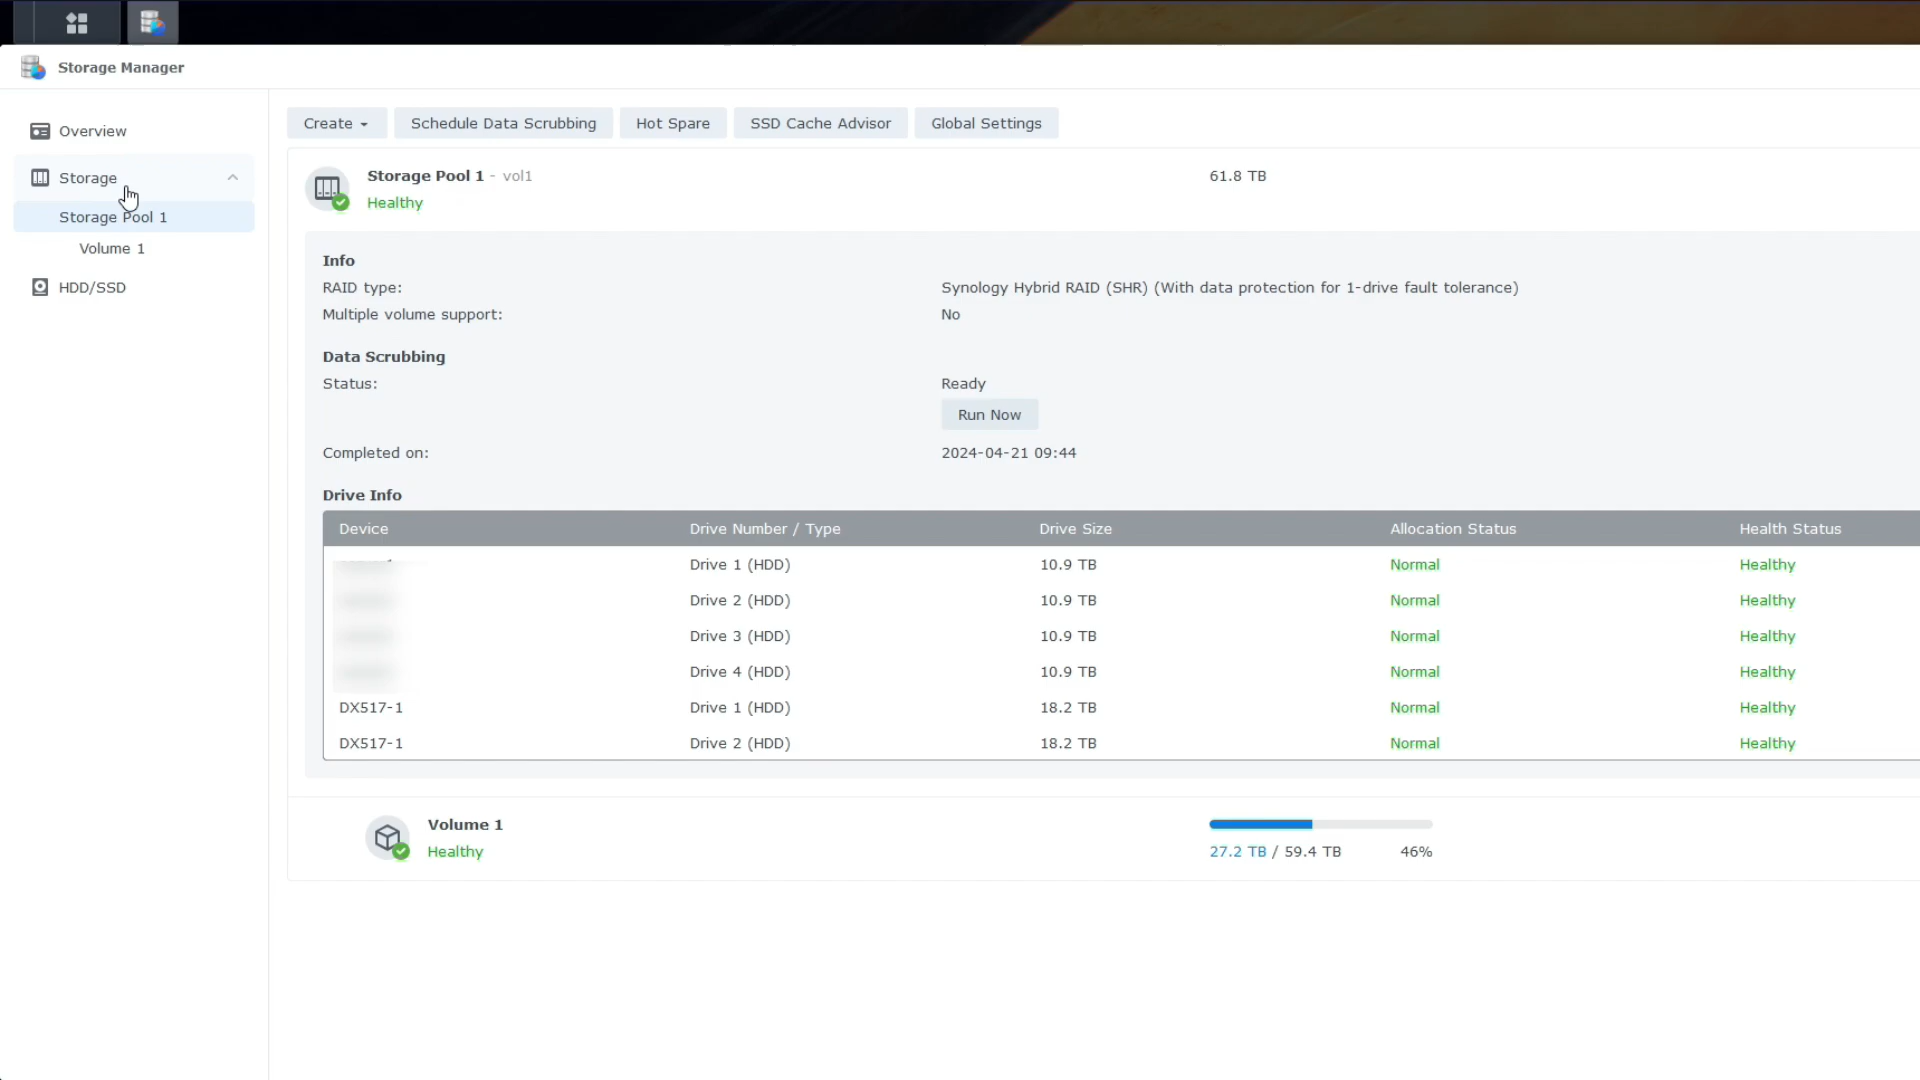 Storage Manager
Overview
Storage
Storage Pool 1
Volume 1
HDD/SSD
Create
Schedule Data Scrubbing
Hot Spare
SSD Cache Advisor
Global Settings
Storage Pool 1 - vol1
61.8 TB
Healthy
Info
RAID type: Synology Hybrid RAID (SHR) (With data protection for 1-drive fault tolerance)
Multiple volume support: No
Data Scrubbing
Status: Ready
Run Now
Completed on: 2024-04-21 09:44
Drive Info
Device Drive Number / Type Drive Size Allocation Status Health Status
Drive 1 (HDD) 10.9 TB Normal Healthy
Drive 2 (HDD) 10.9 TB Normal Healthy
Drive 3 (HDD) 10.9 TB Normal Healthy
Drive 4 (HDD) 10.9 TB Normal Healthy
DX517-1 Drive 1 (HDD) 18.2 TB Normal Healthy
DX517-1 Drive 2 (HDD) 18.2 TB Normal Healthy
Volume 1
Healthy
27.2 TB / 59.4 TB 46%